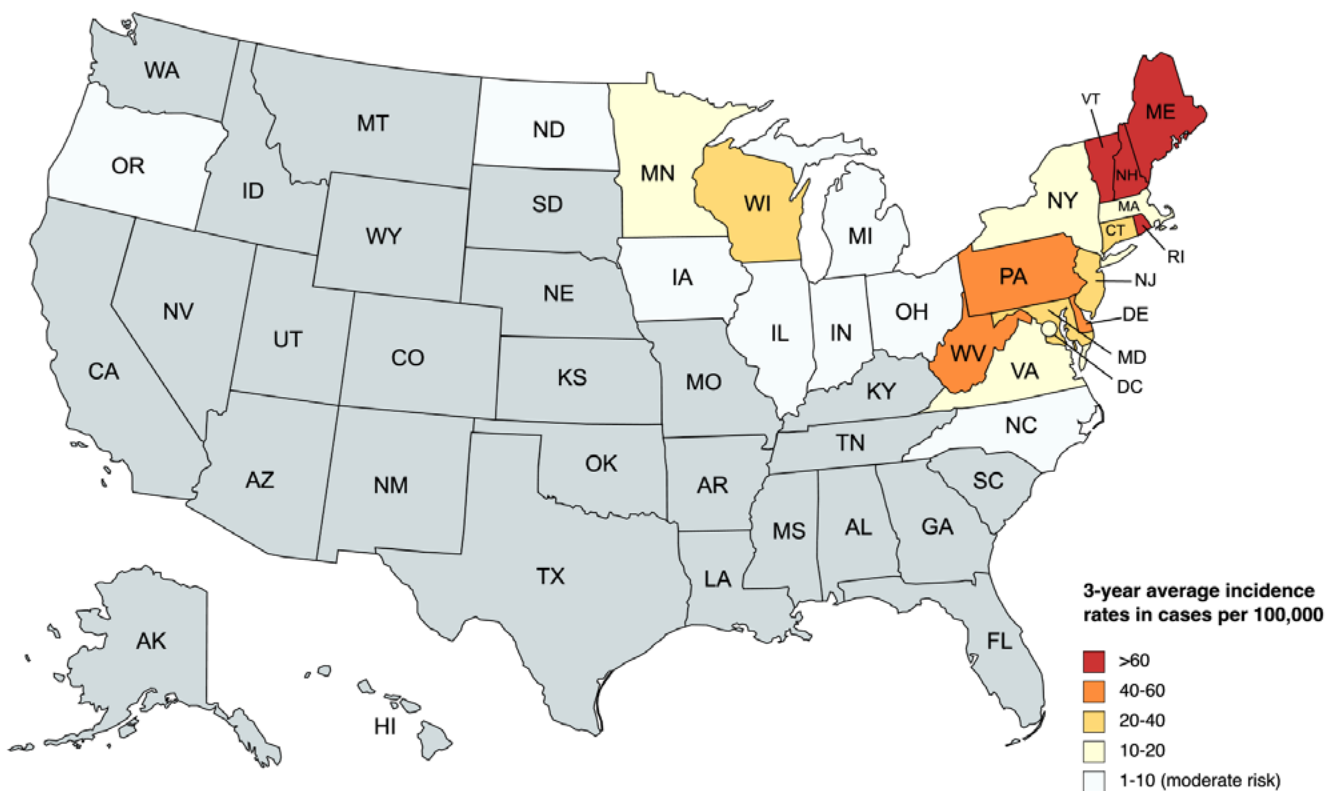 WA
MT
ND
MN
ME
VT
NH
OR
ID
SD
WI
NY
MA
WY
MI
CT
RI
IA
PA
NJ
NE
NV
UT
CO
IL
IN
OH
DE
WV
MD
CA
KS
MO
KY
VA
DC
TN
NC
AZ
NM
OK
AR
SC
MS
AL
GA
TX
LA
FL
AK
HI
3-year average incidence
rates in cases per 100,000
>60
40-60
20-40
10-20
1-10 (moderate risk)